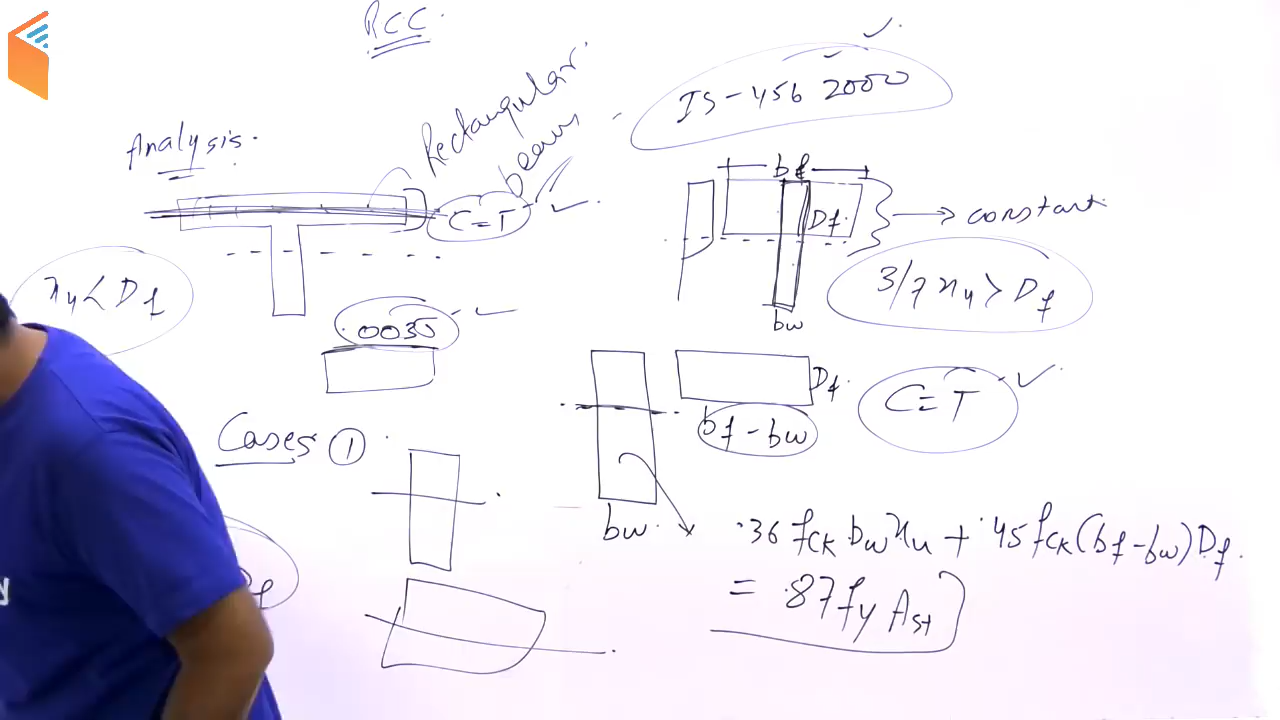 RCC
IS-456 2000
Analysis.
Rectangular
beams
C=T
bf
Df
constant
3/7 xu > Df
bw
xu < Df
.0035
Df
bf-bw
C=T
Cases ①
bw
.36 fck bw xu + .45 fck (bf-bw) Df.
= .87 fy Ast